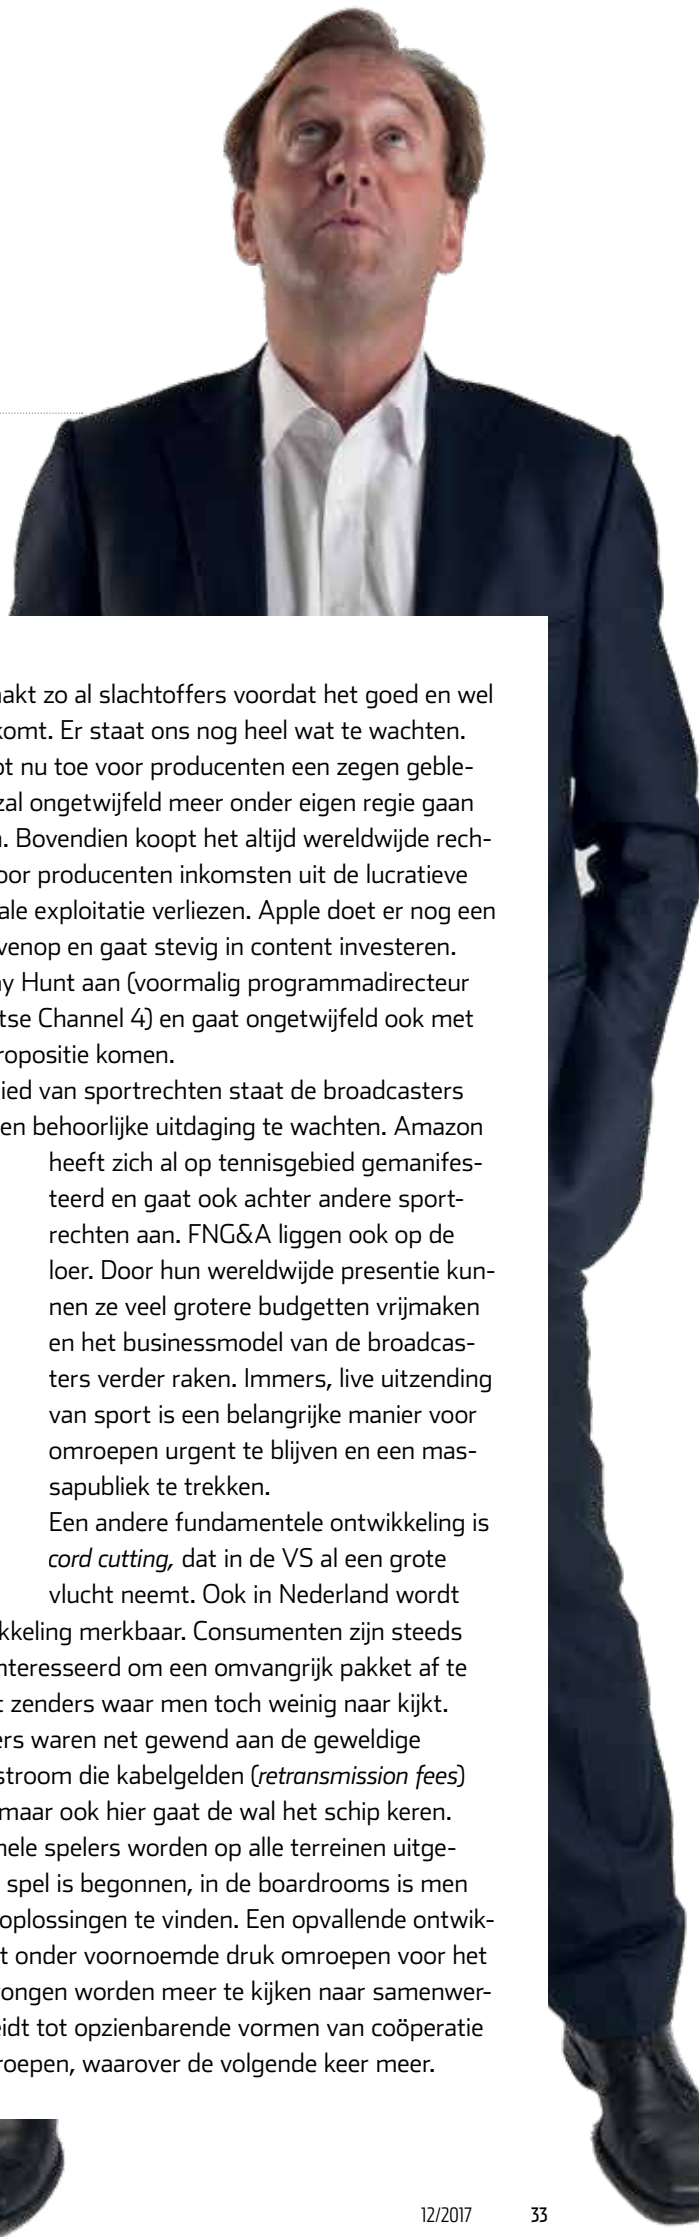 akt zo al slachtoffers voordat het goed en wel
komt. Er staat ons nog heel wat te wachten.
ot nu toe voor producenten een zegen geble-
zal ongetwijfeld meer onder eigen regie gaan
n. Bovendien koopt het altijd wereldwijde rech-
oor producenten inkomsten uit de lucratieve
ale exploitatie verliezen. Apple doet er nog een
venop en gaat stevig in content investeren.
ay Hunt aan (voormalig programmadirecteur
tse Channel 4) en gaat ongetwijfeld ook met
ropositie komen.
ied van sportrechten staat de broadcasters
en behoorlijke uitdaging te wachten. Amazon
heeft zich al op tennisgebied gemanifes-
teerd en gaat ook achter andere sport-
rechten aan. FNG&A liggen ook op de
loer. Door hun wereldwijde presentie kun-
nen ze veel grotere budgetten vrijmaken
en het businessmodel van de broadcas-
ters verder raken. Immers, live uitzending
van sport is een belangrijke manier voor
omroepen urgent te blijven en een mas-
sapubliek te trekken.
Een andere fundamentele ontwikkeling is
cord cutting, dat in de VS al een grote
vlucht neemt. Ook in Nederland wordt
kkeling merkbaar. Consumenten zijn steeds
nteresseerd om een omvangrijk pakket af te
t zenders waar men toch weinig naar kijkt.
ers waren net gewend aan de geweldige
stroom die kabelgelden (retransmission fees)
maar ook hier gaat de wal het schip keren.
nele spelers worden op alle terreinen uitge-
spel is begonnen, in de boardrooms is men
oplossingen te vinden. Een opvallende ontwik-
t onder voornoemde druk omroepen voor het
ongen worden meer te kijken naar samenwer-
eidt tot opzienbarende vormen van coöperatie
roepen, waarover de volgende keer meer.
12/2017 33